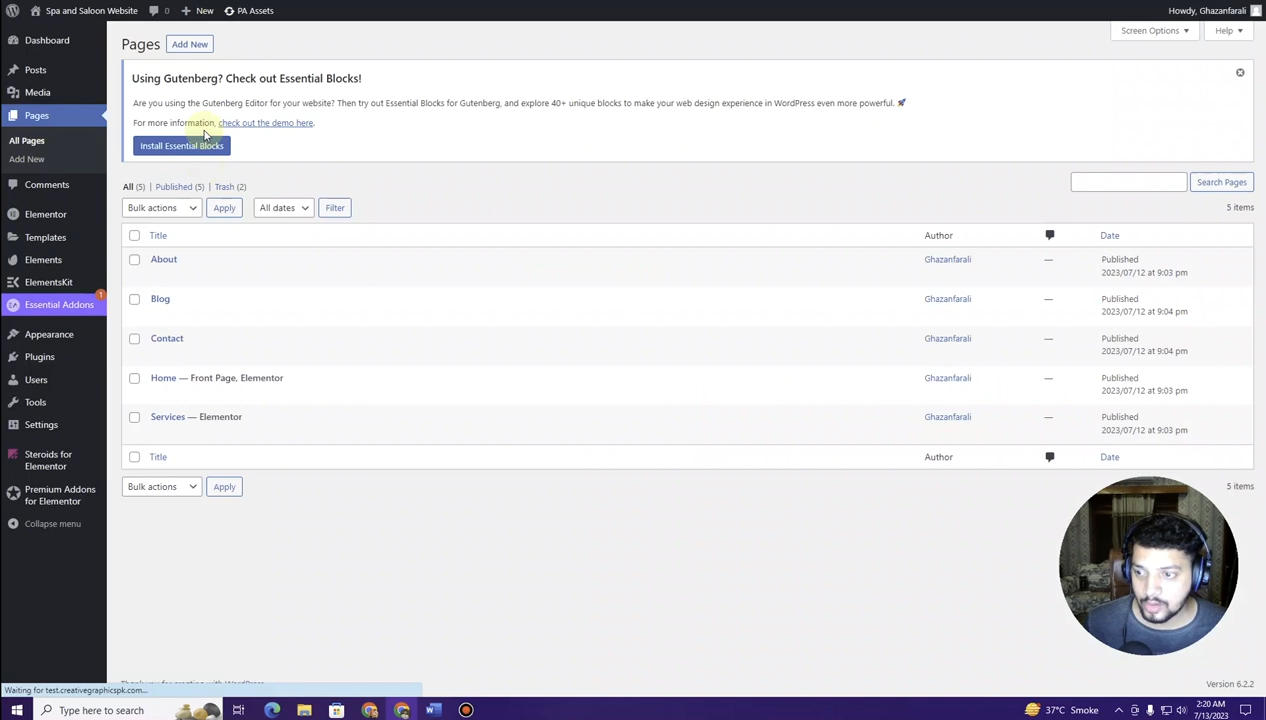 Spa and Saloon Website 0 New PA Assets Howdy, Ghazanfarali
Dashboard
Posts
Media
Pages
All Pages
Add New
Comments
Elementor
Templates
Elements
ElementsKit
Essential Addons 1
Appearance
Plugins
Users
Tools
Settings
Steroids for
Elementor
Premium Addons
for Elementor
Collapse menu
Screen Options ▼ Help ▼
Pages Add New
Using Gutenberg? Check out Essential Blocks!
Are you using the Gutenberg Editor for your website? Then try out Essential Blocks for Gutenberg, and explore 40+ unique blocks to make your web design experience in WordPress even more powerful. 🚀
For more information, check out the demo here.
Install Essential Blocks
All (5) | Published (5) | Trash (2)
Search Pages
Bulk actions Apply All dates Filter 5 items
Title Author Date
About Ghazanfarali — Published
2023/07/12 at 9:03 pm
Blog Ghazanfarali — Published
2023/07/12 at 9:04 pm
Contact Ghazanfarali — Published
2023/07/12 at 9:04 pm
Home — Front Page, Elementor Ghazanfarali — Published
2023/07/12 at 9:03 pm
Services — Elementor Ghazanfarali — Published
2023/07/12 at 9:03 pm
Title Author Date
Bulk actions Apply 5 items
Version 6.2.2
Waiting for test.creativegraphicspk.com...
Type here to search 37°C Smoke 2:20 AM
7/13/2023